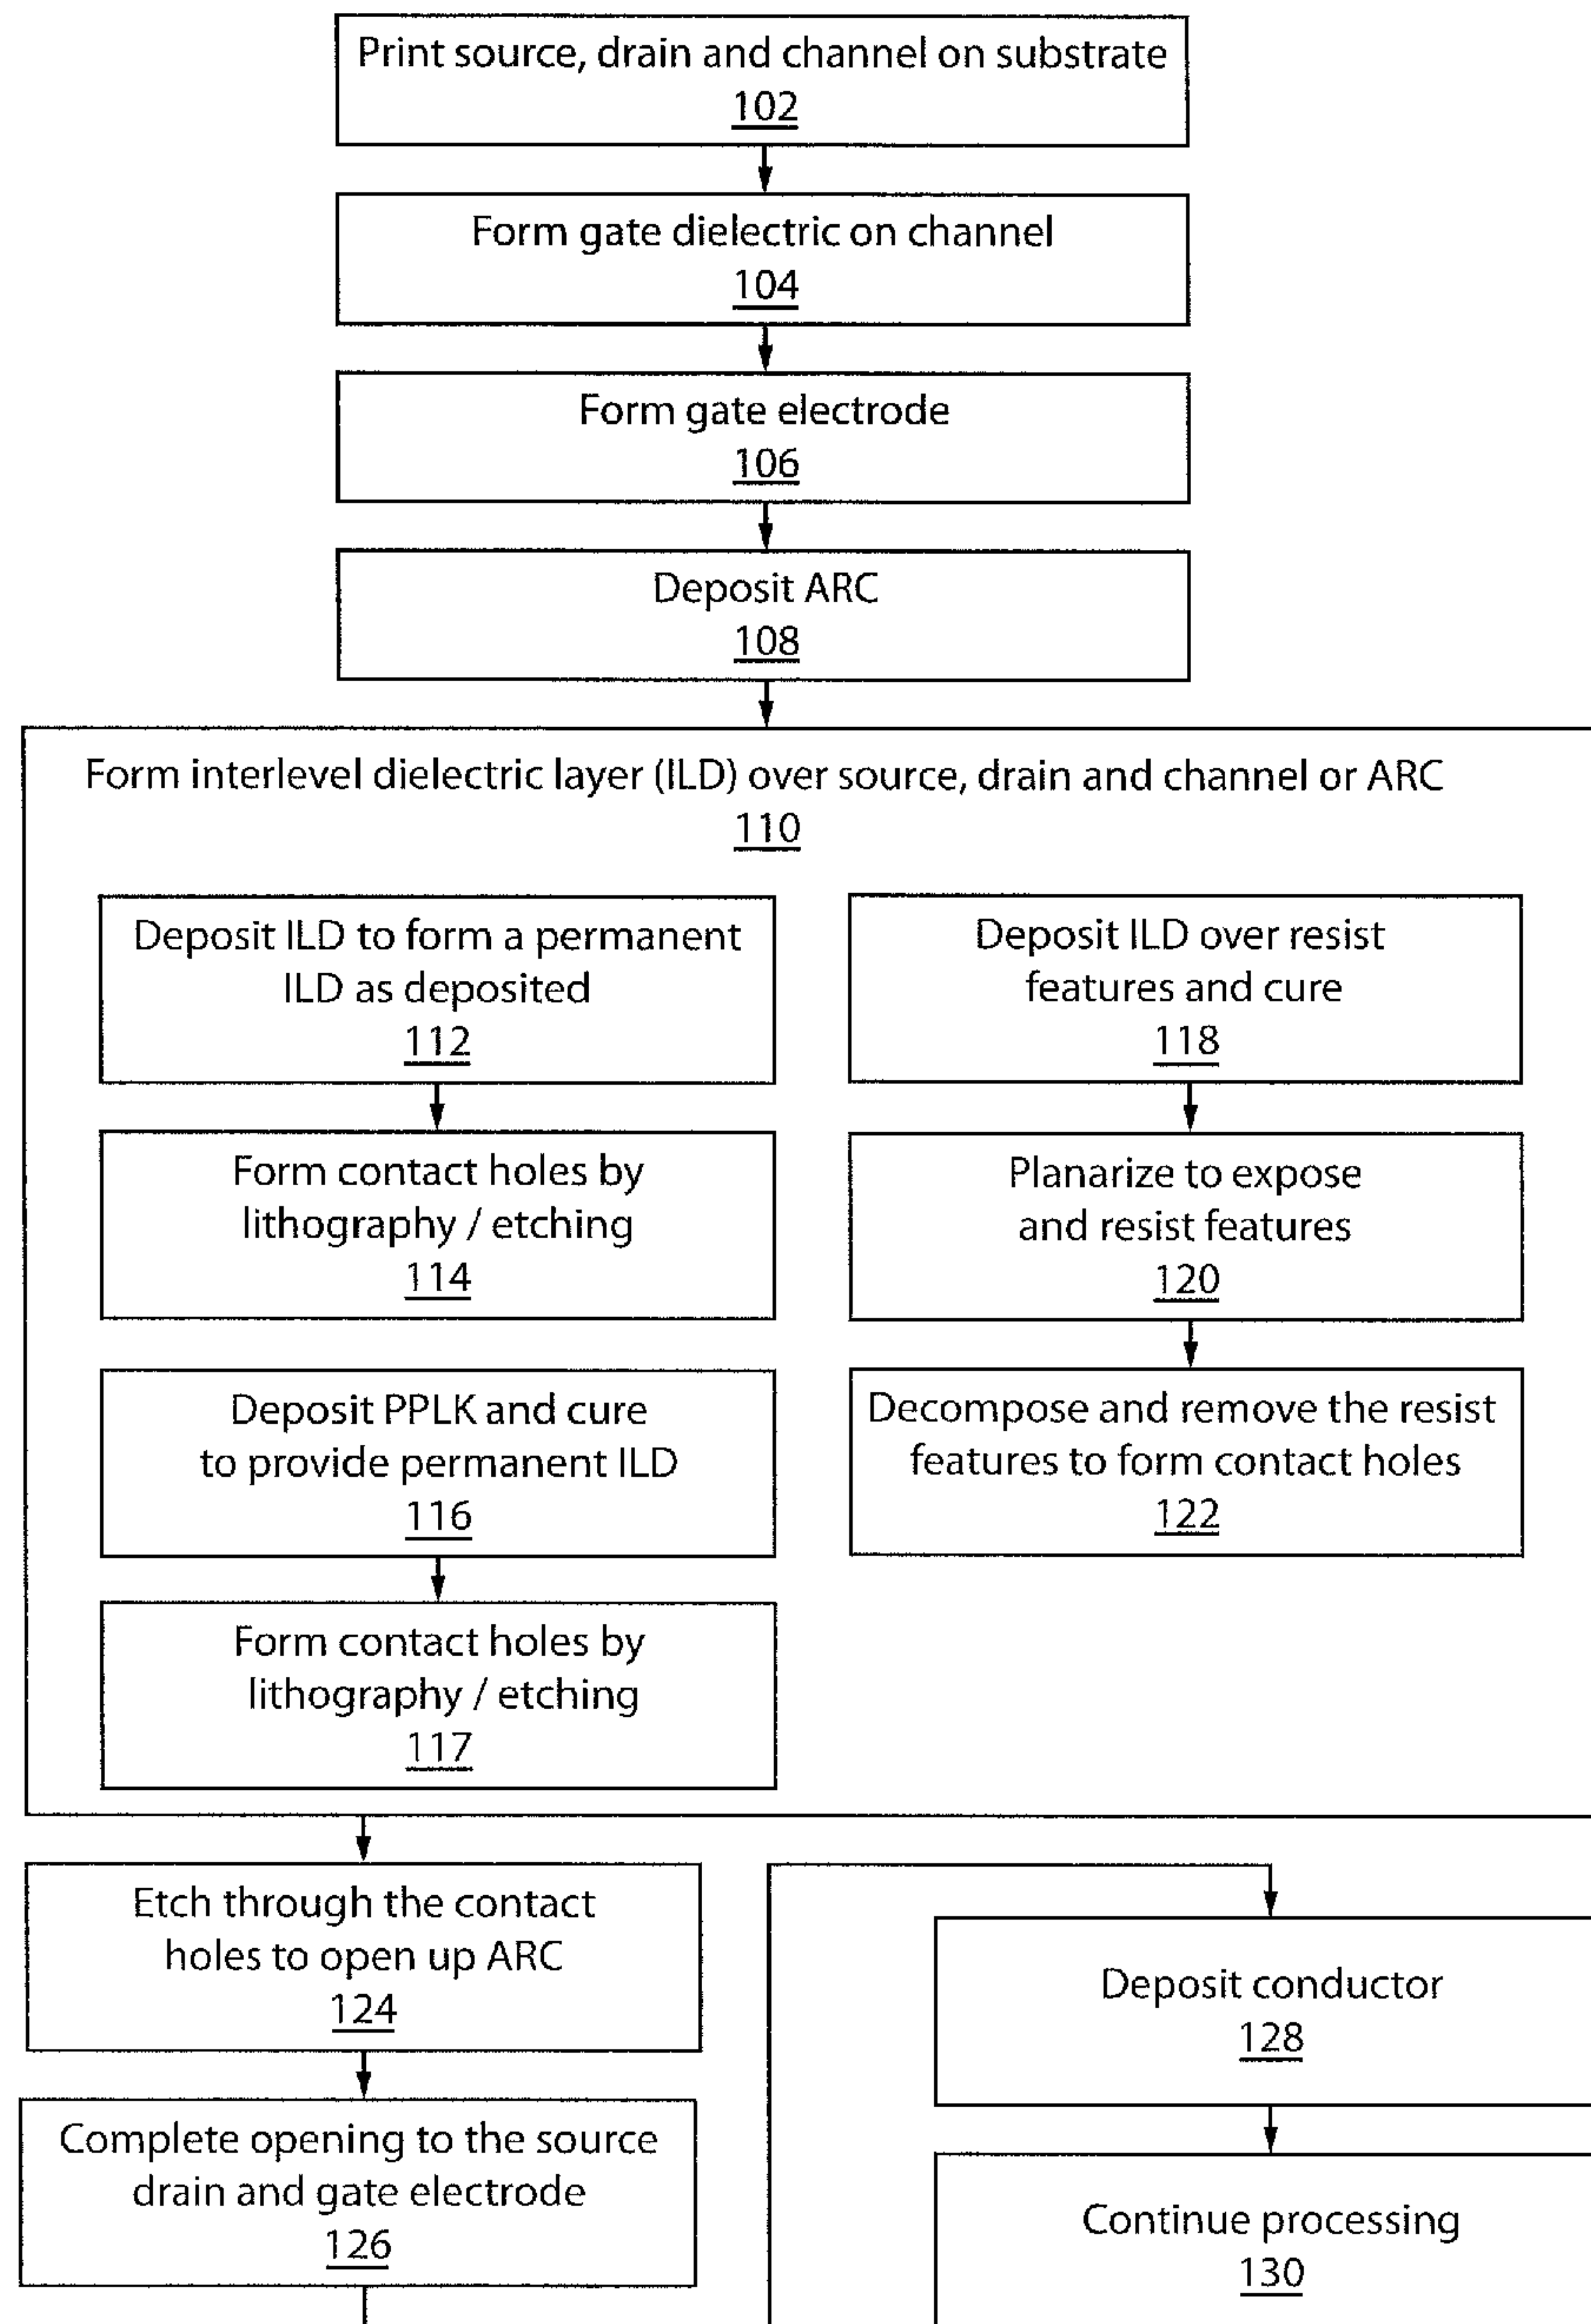 Print source, drain and channel on substrate
102
Form gate dielectric on channel
104
Form gate electrode
106
Deposit ARC
108
Form interlevel dielectric layer (ILD) over source, drain and channel or ARC
110
Deposit ILD to form a permanent
ILD as deposited
112
Form contact holes by
lithography / etching
114
Deposit PPLK and cure
to provide permanent ILD
116
Form contact holes by
lithography / etching
117
Deposit ILD over resist
features and cure
118
Planarize to expose
and resist features
120
Decompose and remove the resist
features to form contact holes
122
Etch through the contact
holes to open up ARC
124
Complete opening to the source
drain and gate electrode
126
Deposit conductor
128
Continue processing
130